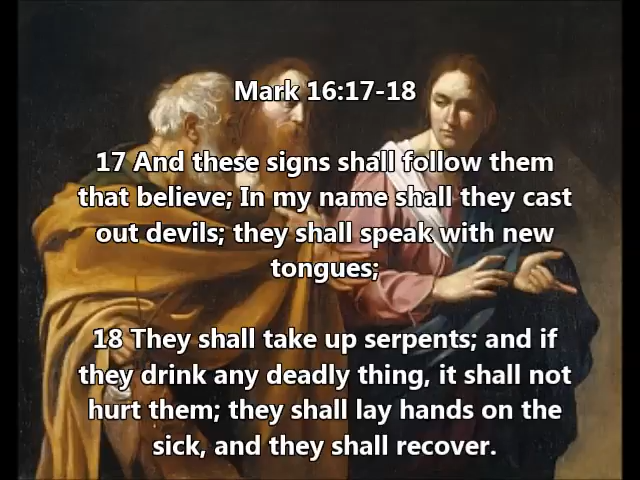 Mark 16:17-18
17 And these signs shall follow them
that believe; In my name shall they cast
out devils; they shall speak with new
tongues;
18 They shall take up serpents; and if
they drink any deadly thing, it shall not
hurt them; they shall lay hands on the
sick, and they shall recover.